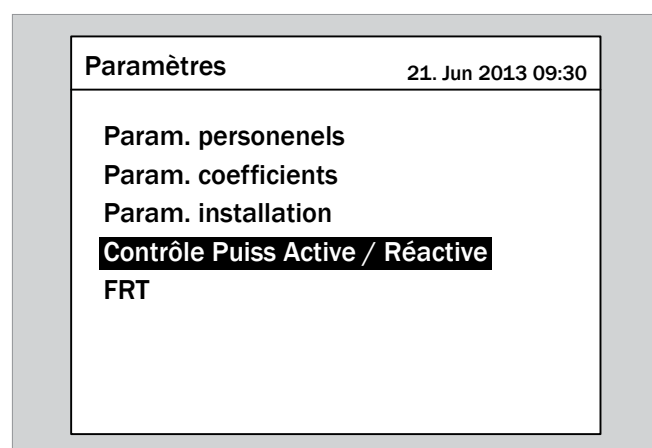 Paramètres 21. Jun 2013 09:30
Param. personenels
Param. coefficients
Param. installation
Contrôle Puiss Active / Réactive
FRT